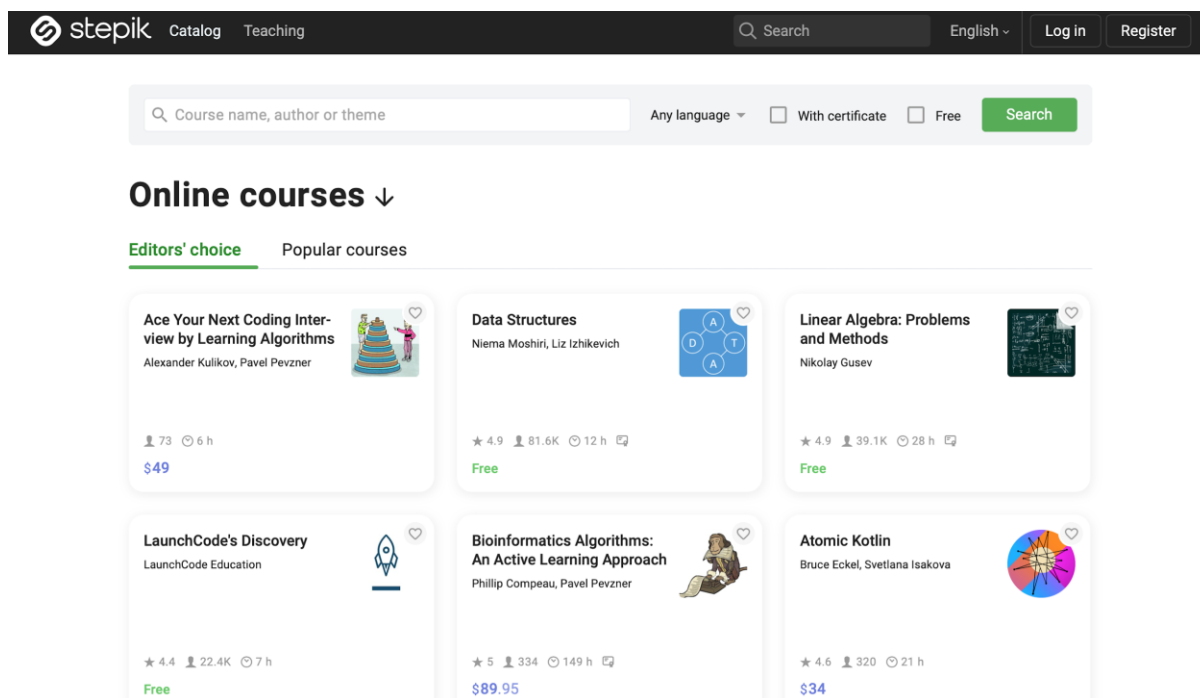 stepik Catalog Teaching Search English Log in Register
Course name, author or theme Any language With certificate Free Search
Online courses ↓
Editors' choice Popular courses
Ace Your Next Coding Inter-
view by Learning Algorithms
Alexander Kulikov, Pavel Pevzner
73 6 h
$49
Data Structures
Niema Moshiri, Liz Izhikevich
D A T A
4.9 81.6K 12 h
Free
Linear Algebra: Problems
and Methods
Nikolay Gusev
4.9 39.1K 28 h
Free
LaunchCode's Discovery
LaunchCode Education
4.4 22.4K 7 h
Free
Bioinformatics Algorithms:
An Active Learning Approach
Phillip Compeau, Pavel Pevzner
5 334 149 h
$89.95
Atomic Kotlin
Bruce Eckel, Svetlana Isakova
4.6 320 21 h
$34